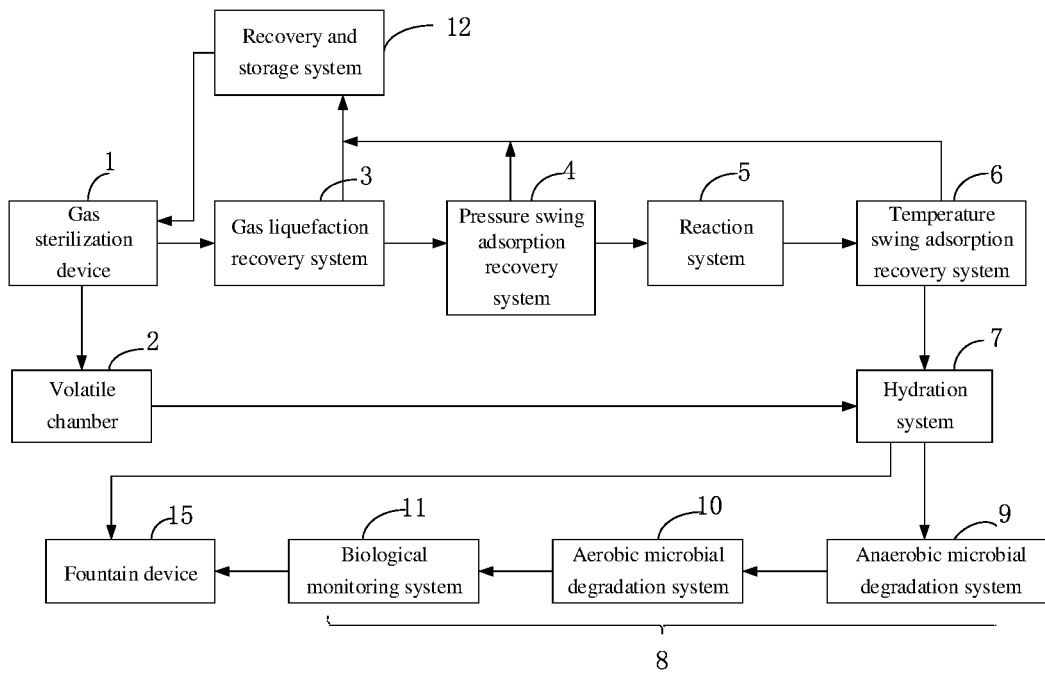 Recovery and
storage system
12
1
Gas
sterilization
device
3
Gas liquefaction
recovery system
4
Pressure swing
adsorption
recovery
system
5
Reaction
system
6
Temperature
swing adsorption
recovery system
2
Volatile
chamber
7
Hydration
system
15
Fountain device
11
Biological
monitoring system
10
Aerobic microbial
degradation system
9
Anaerobic microbial
degradation system
8